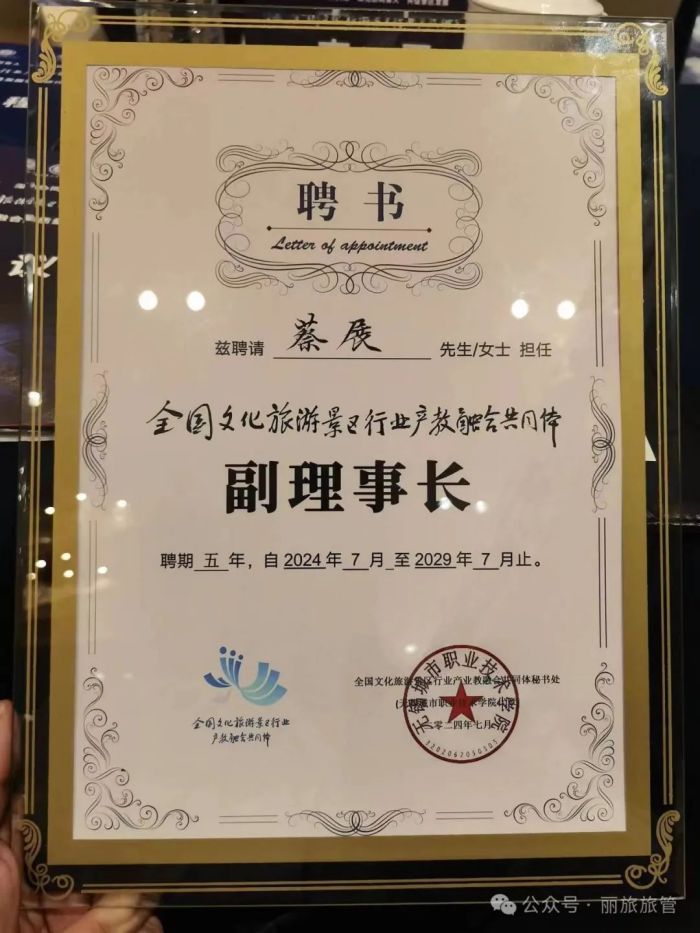 聘书
Letter of appointment
兹聘请 蔡展 先生/女士 担任
全国文化旅游景区行业产教融合共同体
副理事长
聘期 五 年，自 2024 年 7 月 至 2029 年 7 月止。
全国文化旅游景区行业
产教融合共同体
全国文化旅游景区行业产业教融合共同体秘书处
二〇二四年七月
无锡城市职业技术学院
公众号·丽旅旅管